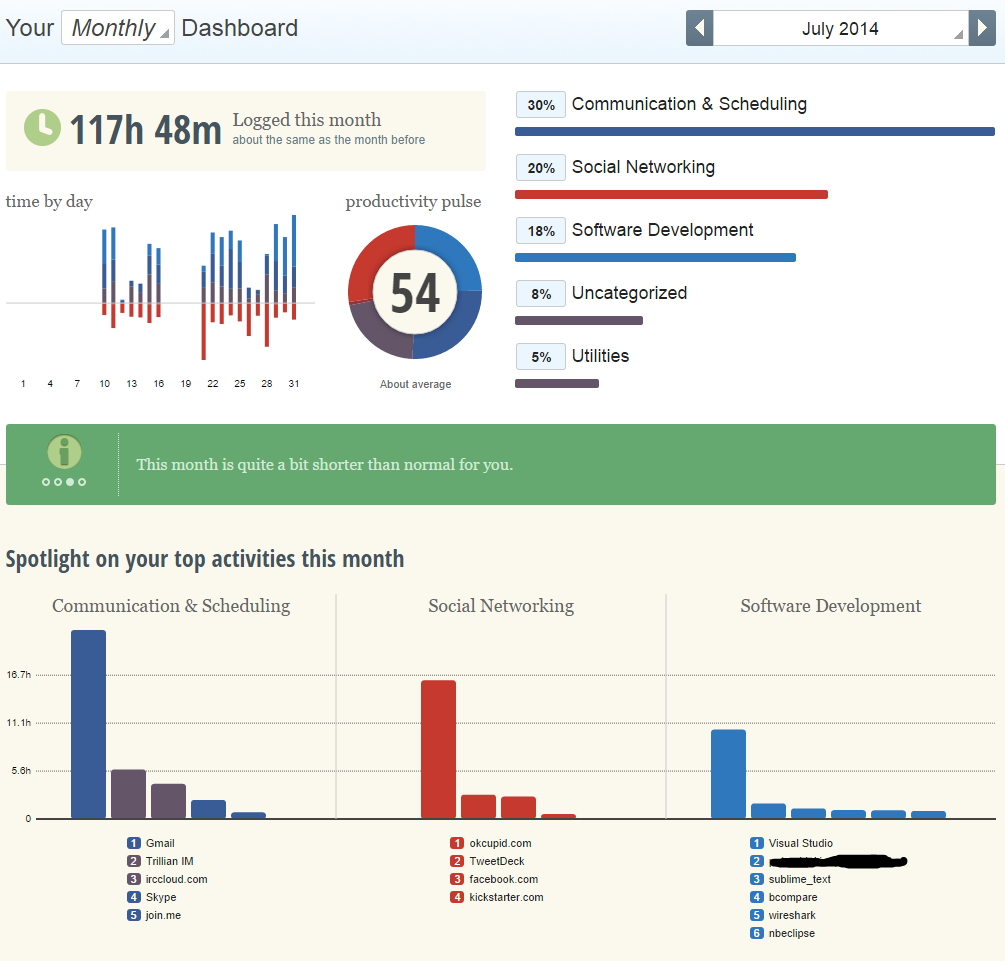 Your Monthly Dashboard
July 2014
117h 48m
Logged this month
about the same as the month before
time by day
1 4 7 10 13 16 19 22 25 28 31
productivity pulse
54
About average
30% Communication & Scheduling
20% Social Networking
18% Software Development
8% Uncategorized
5% Utilities
This month is quite a bit shorter than normal for you.
Spotlight on your top activities this month
Communication & Scheduling
Social Networking
Software Development
16.7h
11.1h
5.6h
0
1 Gmail
2 Trillian IM
3 irccloud.com
4 Skype
5 join.me
1 okcupid.com
2 TweetDeck
3 facebook.com
4 kickstarter.com
1 Visual Studio
2
3 sublime_text
4 bcompare
5 wireshark
6 nbeclipse